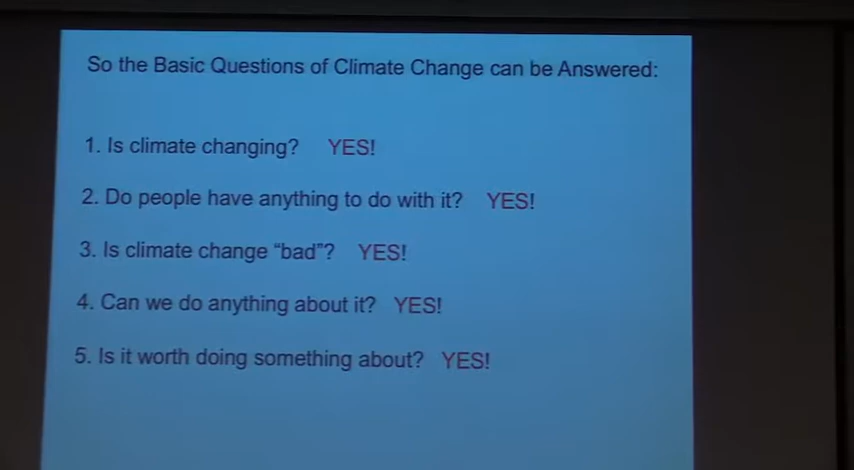 So the Basic Questions of Climate Change can be Answered:
1. Is climate changing? YES!
2. Do people have anything to do with it? YES!
3. Is climate change “bad”? YES!
4. Can we do anything about it? YES!
5. Is it worth doing something about? YES!